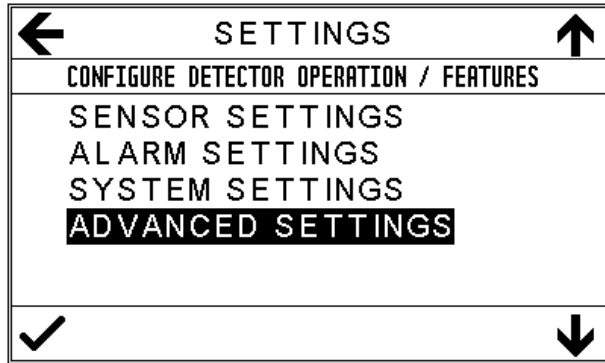 SETTINGS
CONFIGURE DETECTOR OPERATION / FEATURES
SENSOR SETTINGS
ALARM SETTINGS
SYSTEM SETTINGS
ADVANCED SETTINGS